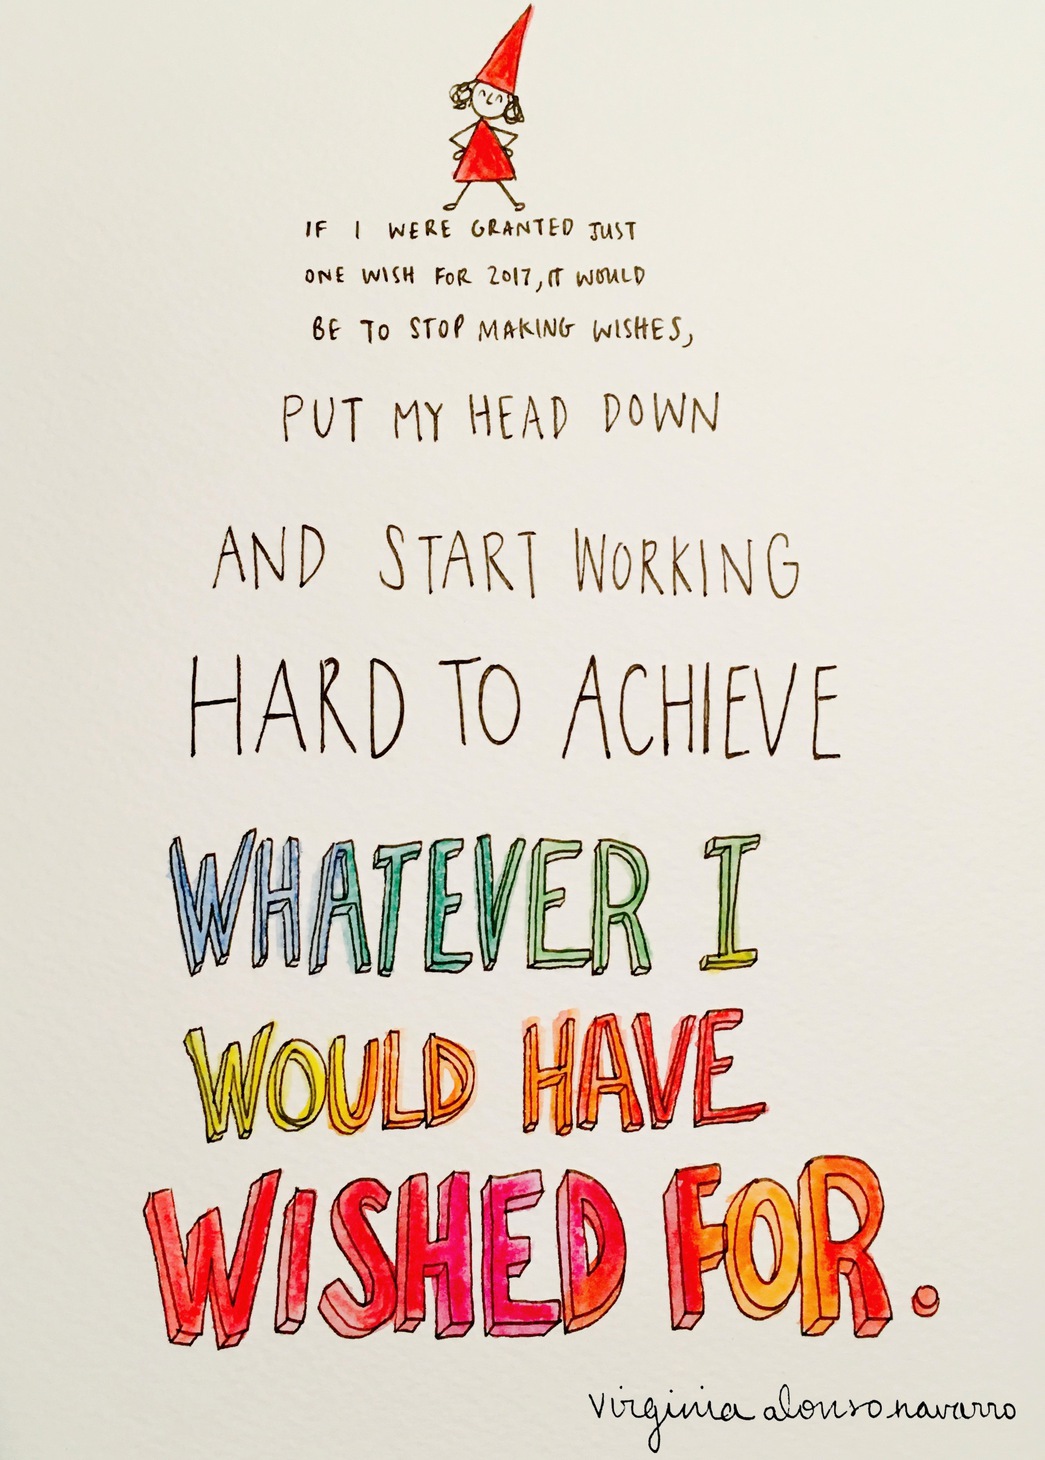 IF I WERE GRANTED JUST
ONE WISH FOR 2017, IT WOULD
BE TO STOP MAKING WISHES,
PUT MY HEAD DOWN
AND START WORKING
HARD TO ACHIEVE
WHATEVER I
WOULD HAVE
WISHED FOR.
virginia alonso navarro